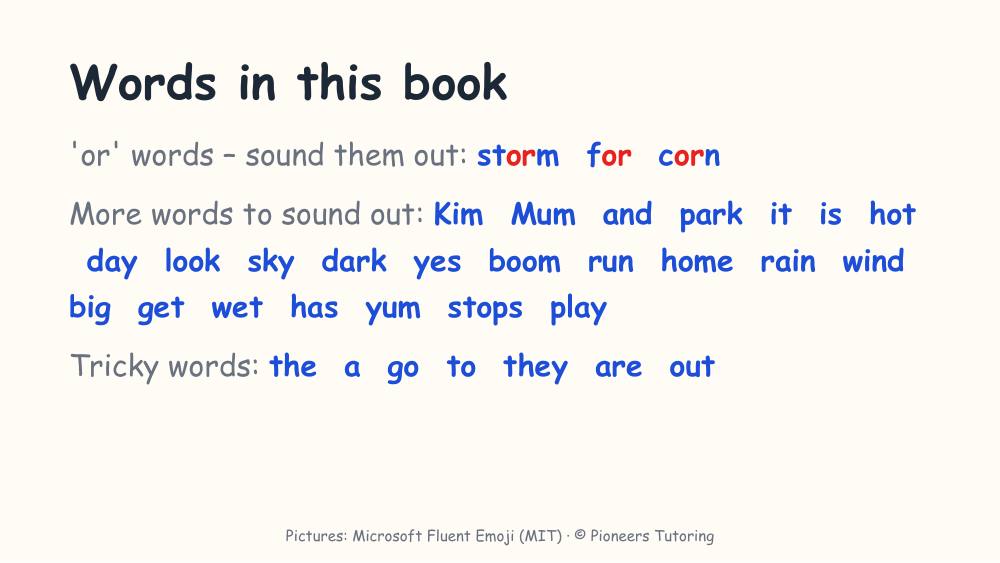 Words in this book
'or' words – sound them out: storm for corn
More words to sound out: Kim Mum and park it is hot
day look sky dark yes boom run home rain wind
big get wet has yum stops play
Tricky words: the a go to they are out
Pictures: Microsoft Fluent Emoji (MIT) · © Pioneers Tutoring